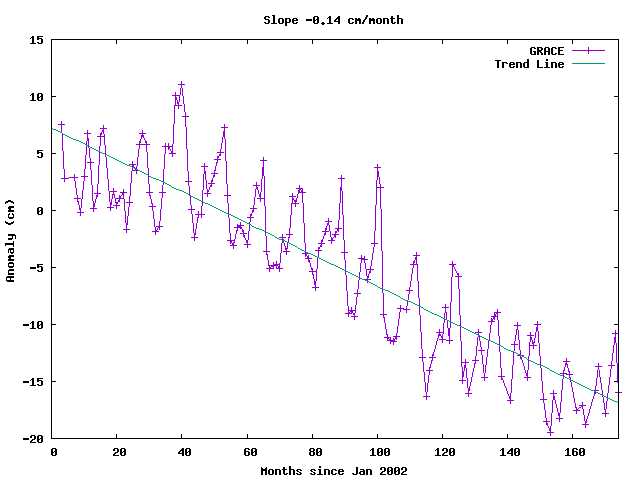 Slope -0.14 cm/month
GRACE
Trend Line
15
10
5
0
-5
-10
-15
-20
Anomaly (cm)
0 20 40 60 80 100 120 140 160
Months since Jan 2002